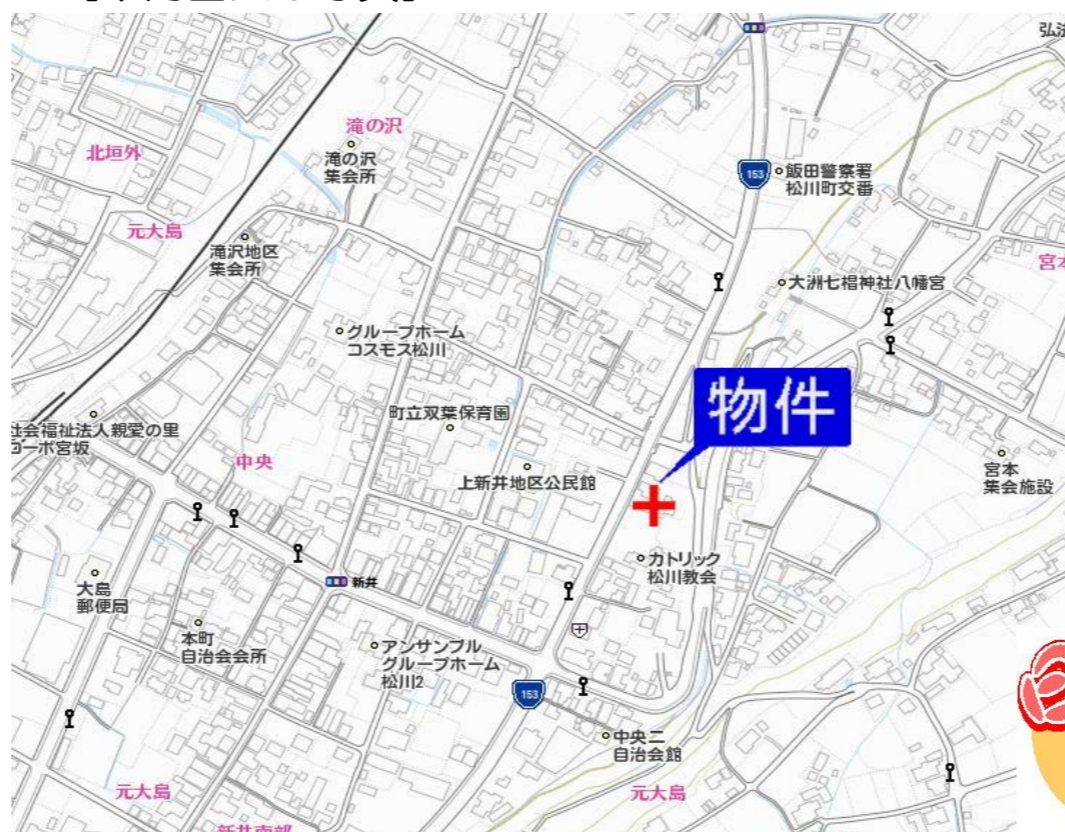 弘法
滝の沢
滝の沢
集会所
北垣外
153
飯田警察署
松川町交番
元大島
滝沢地区
集会所
宮本
大洲七椙神社八幡宮
グループホーム
コスモス松川
物件
町立双葉保育園
社会福祉法人親愛の里
コーポ宮坂
中央
上新井地区公民館
宮本
集会施設
カトリック
松川教会
新井
大島
郵便局
本町
自治会会所
アンサンブル
グループホーム
松川2
153
中央二
自治会館
元大島
元大島
新井南部